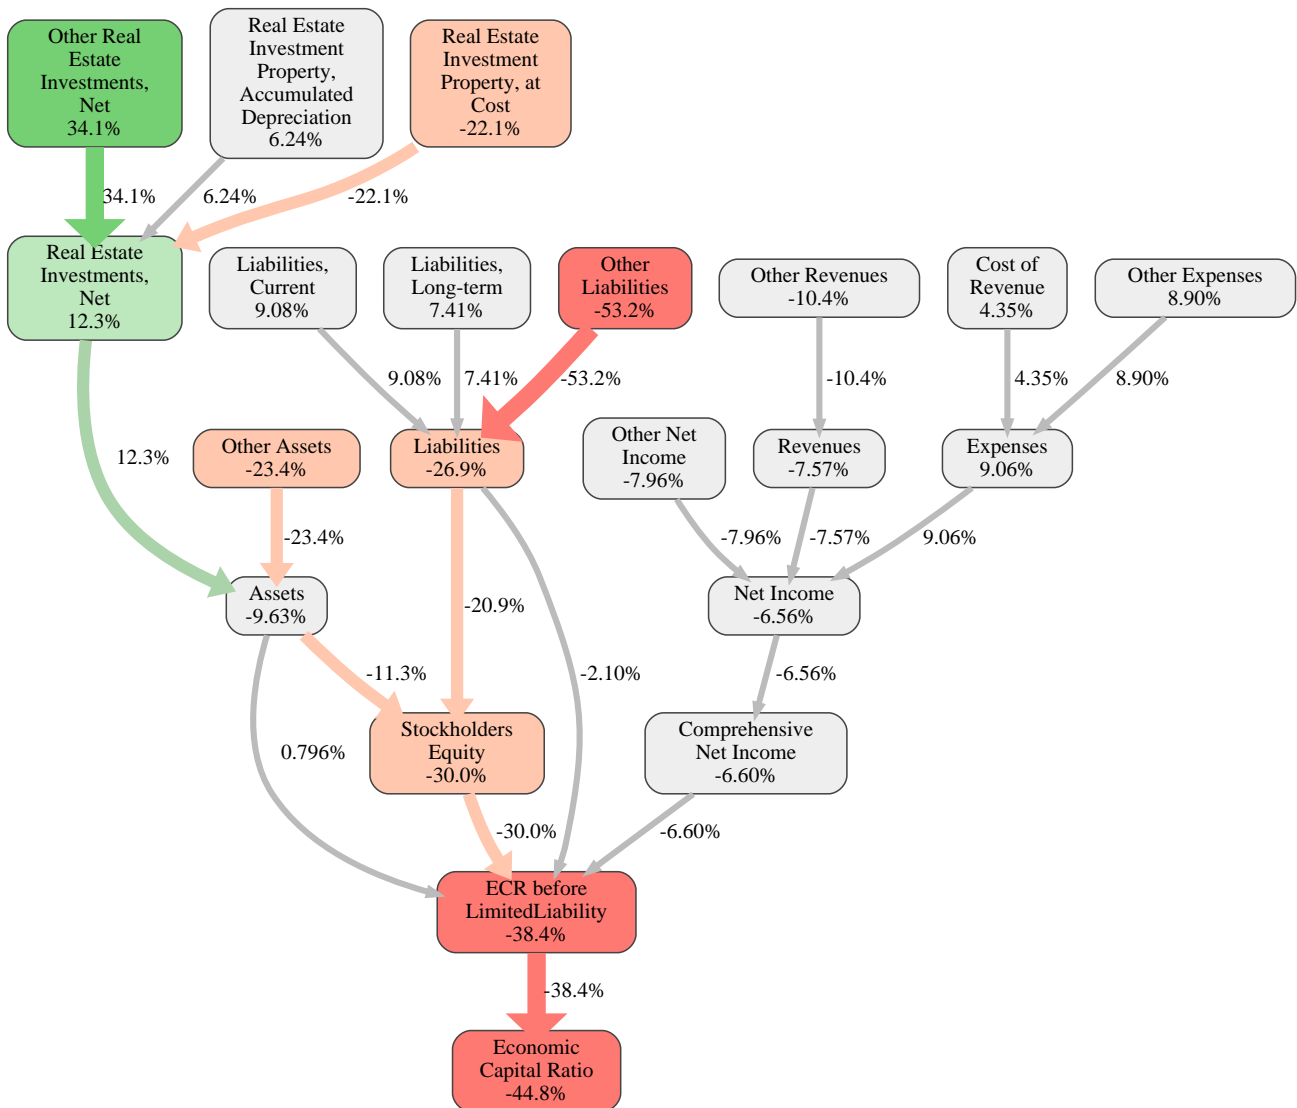 Other Real
Estate
Investments,
Net
34.1%
Real Estate
Investment
Property,
Accumulated
Depreciation
6.24%
Real Estate
Investment
Property, at
Cost
-22.1%
34.1%
6.24%
-22.1%
Real Estate
Investments,
Net
12.3%
Liabilities,
Current
9.08%
Liabilities,
Long-term
7.41%
Other
Liabilities
-53.2%
Other Revenues
-10.4%
Cost of
Revenue
4.35%
Other Expenses
8.90%
9.08%
7.41%
-53.2%
-10.4%
4.35%
8.90%
12.3%
Other Assets
-23.4%
Liabilities
-26.9%
Other Net
Income
-7.96%
Revenues
-7.57%
Expenses
9.06%
-23.4%
-20.9%
-7.96%
-7.57%
9.06%
Assets
-9.63%
Net Income
-6.56%
-11.3%
-2.10%
-6.56%
0.796%
Stockholders
Equity
-30.0%
Comprehensive
Net Income
-6.60%
-30.0%
-6.60%
ECR before
LimitedLiability
-38.4%
-38.4%
Economic
Capital Ratio
-44.8%